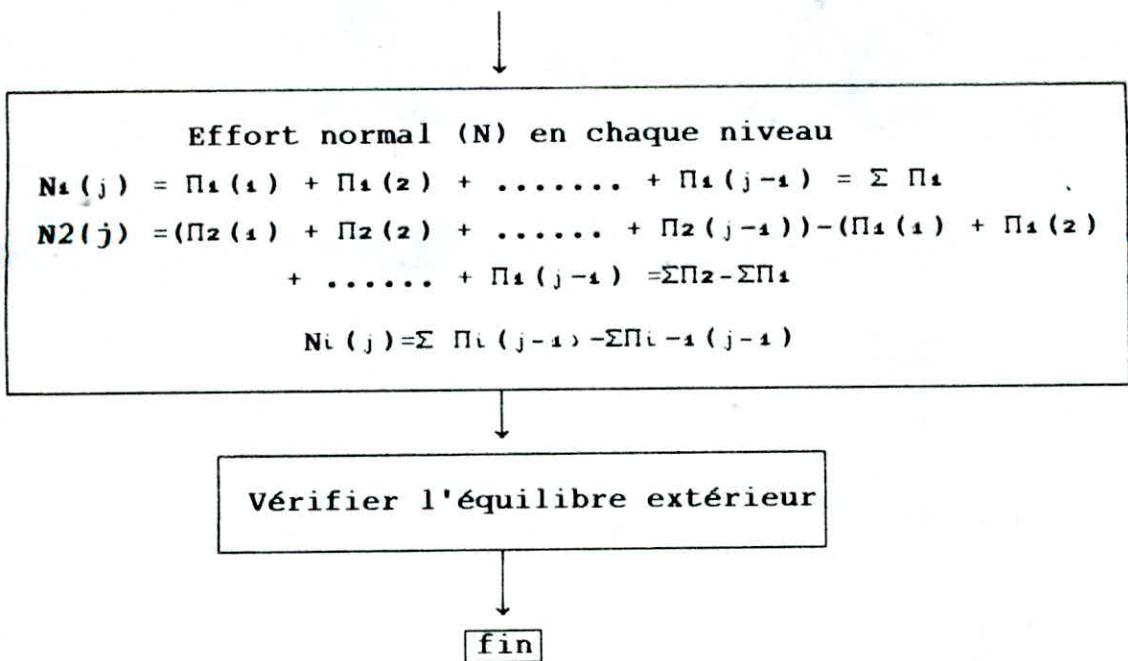 Effort normal (N) en chaque niveau
N1(j) = Π1(1) + Π1(2) + ....... + Π1(j-1) = Σ Π1
N2(j) =(Π2(1) + Π2(2) + ...... + Π2(j-1))-(Π1(1) + Π1(2)
+ ...... + Π1(j-1) =ΣΠ2-ΣΠ1
Ni(j)=Σ Πi(j-1)-ΣΠi-1(j-1)
Vérifier l'équilibre extérieur
fin